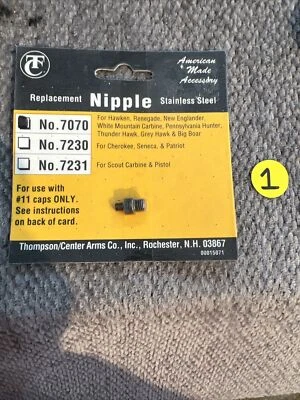 TC
American
Made
Accessory
Replacement Nipple Stainless Steel
No.7070 For Hawken, Renegade, New Englander,
White Mountain Carbine, Pennsylvania Hunter,
Thunder Hawk, Grey Hawk & Big Boar
No.7230 For Cherokee, Seneca, & Patriot
No.7231 For Scout Carbine & Pistol
For use with
#11 caps ONLY.
See instructions
on back of card.
Thompson/Center Arms Co., Inc., Rochester, N.H. 03867
00015071
1